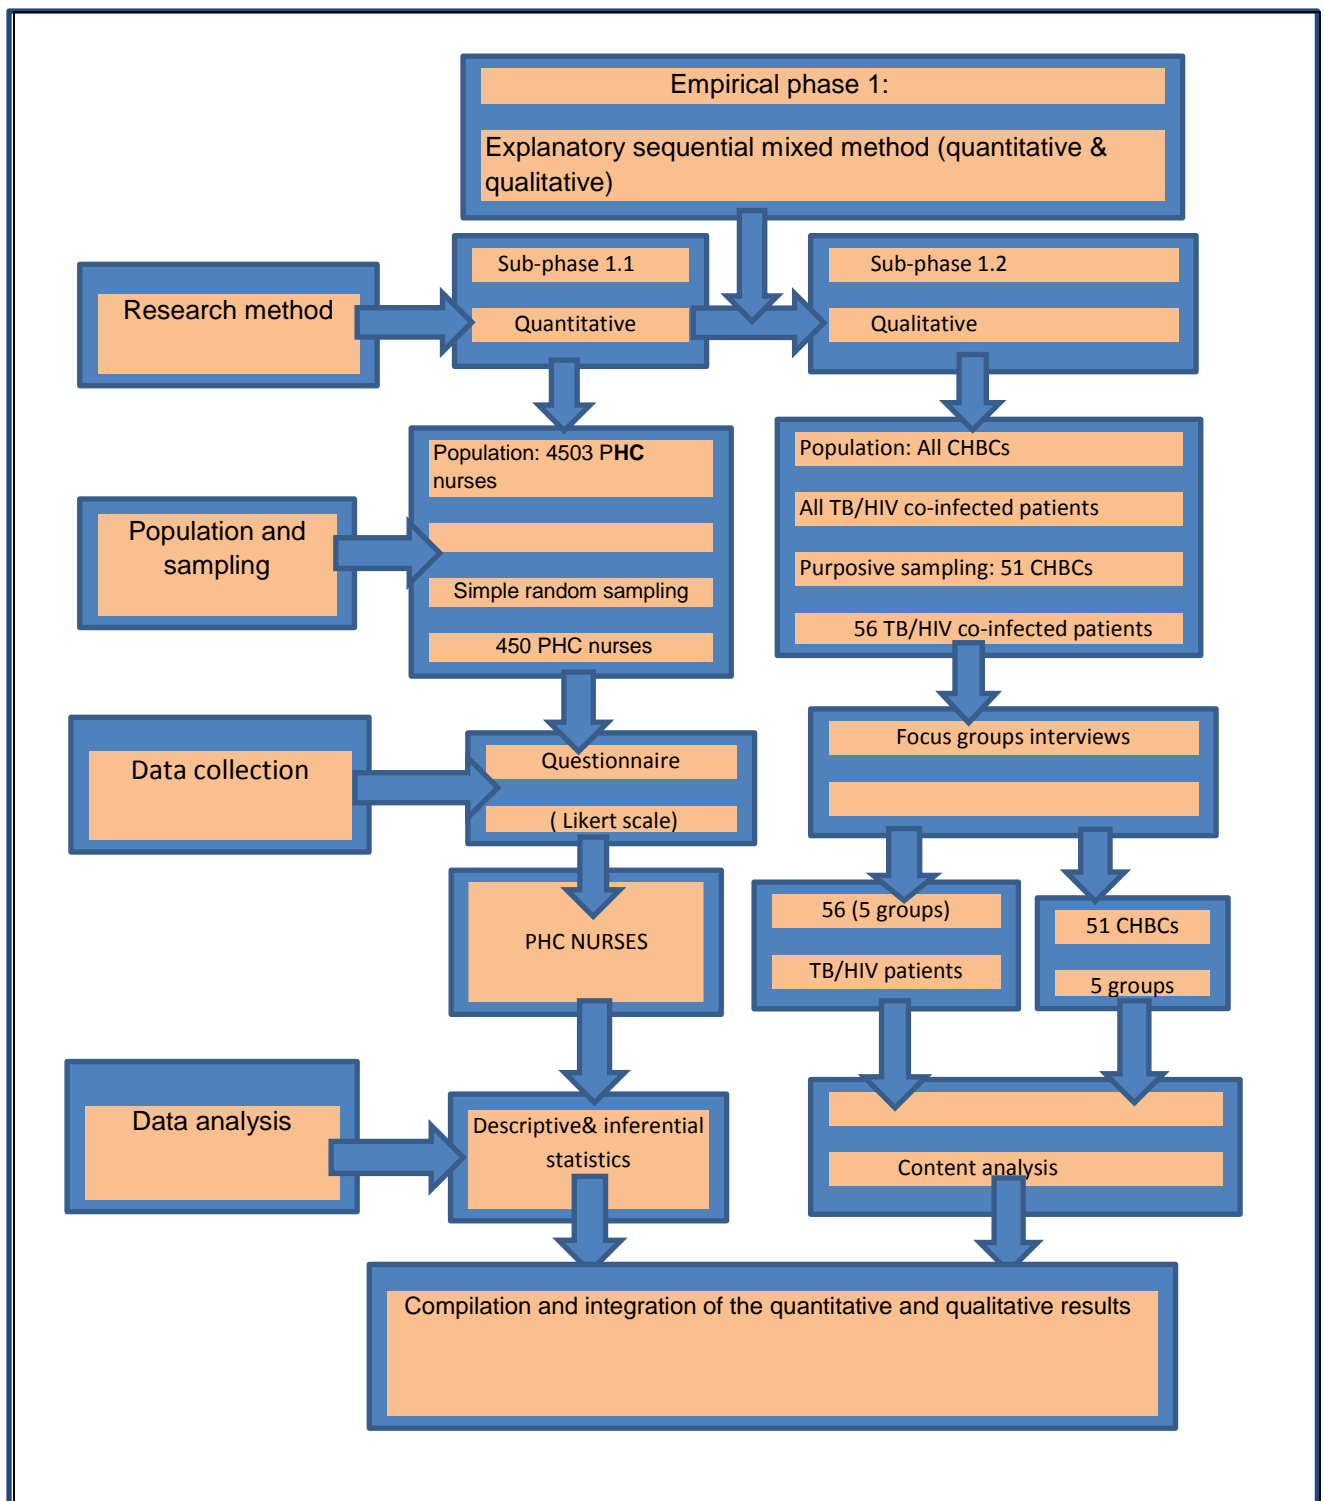 Empirical phase 1:
Explanatory sequential mixed method (quantitative &
qualitative)
Research method
Sub-phase 1.1
Quantitative
Sub-phase 1.2
Qualitative
Population and
sampling
Population: 4503 PHC
nurses
Simple random sampling
450 PHC nurses
Population: All CHBCs
All TB/HIV co-infected patients
Purposive sampling: 51 CHBCs
56 TB/HIV co-infected patients
Data collection
Questionnaire
( Likert scale)
Focus groups interviews
PHC NURSES
56 (5 groups)
TB/HIV patients
51 CHBCs
5 groups
Data analysis
Descriptive& inferential
statistics
Content analysis
Compilation and integration of the quantitative and qualitative results